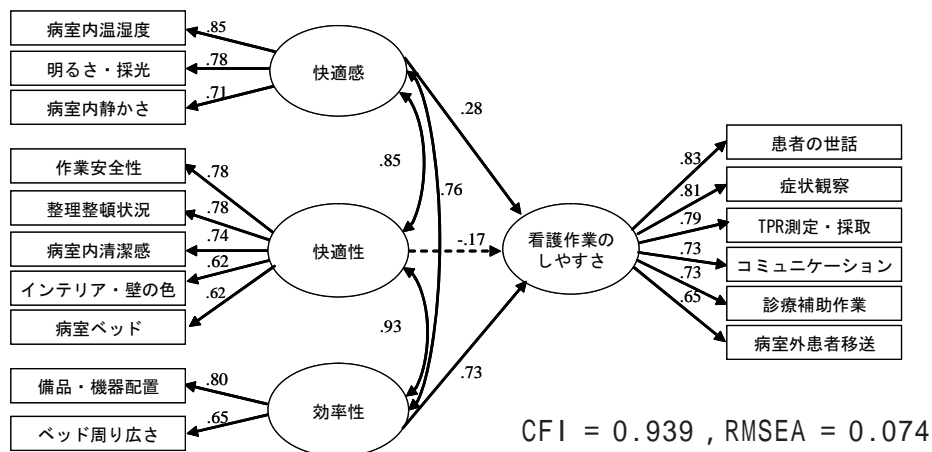 病室内温湿度
明るさ・採光
病室内静かさ
.85
.78
.71
快適感
作業安全性
整理整頓状況
病室内清潔感
インテリア・壁の色
病室ベッド
.78
.78
.74
.62
.62
快適性
備品・機器配置
ベッド周り広さ
.80
.65
効率性
.85
.76
.93
.28
-.17
.73
看護作業の
しやすさ
.83
.81
.79
.73
.73
.65
患者の世話
症状観察
TPR測定・採取
コミュニケーション
診療補助作業
病室外患者移送
CFI = 0.939 , RMSEA = 0.074